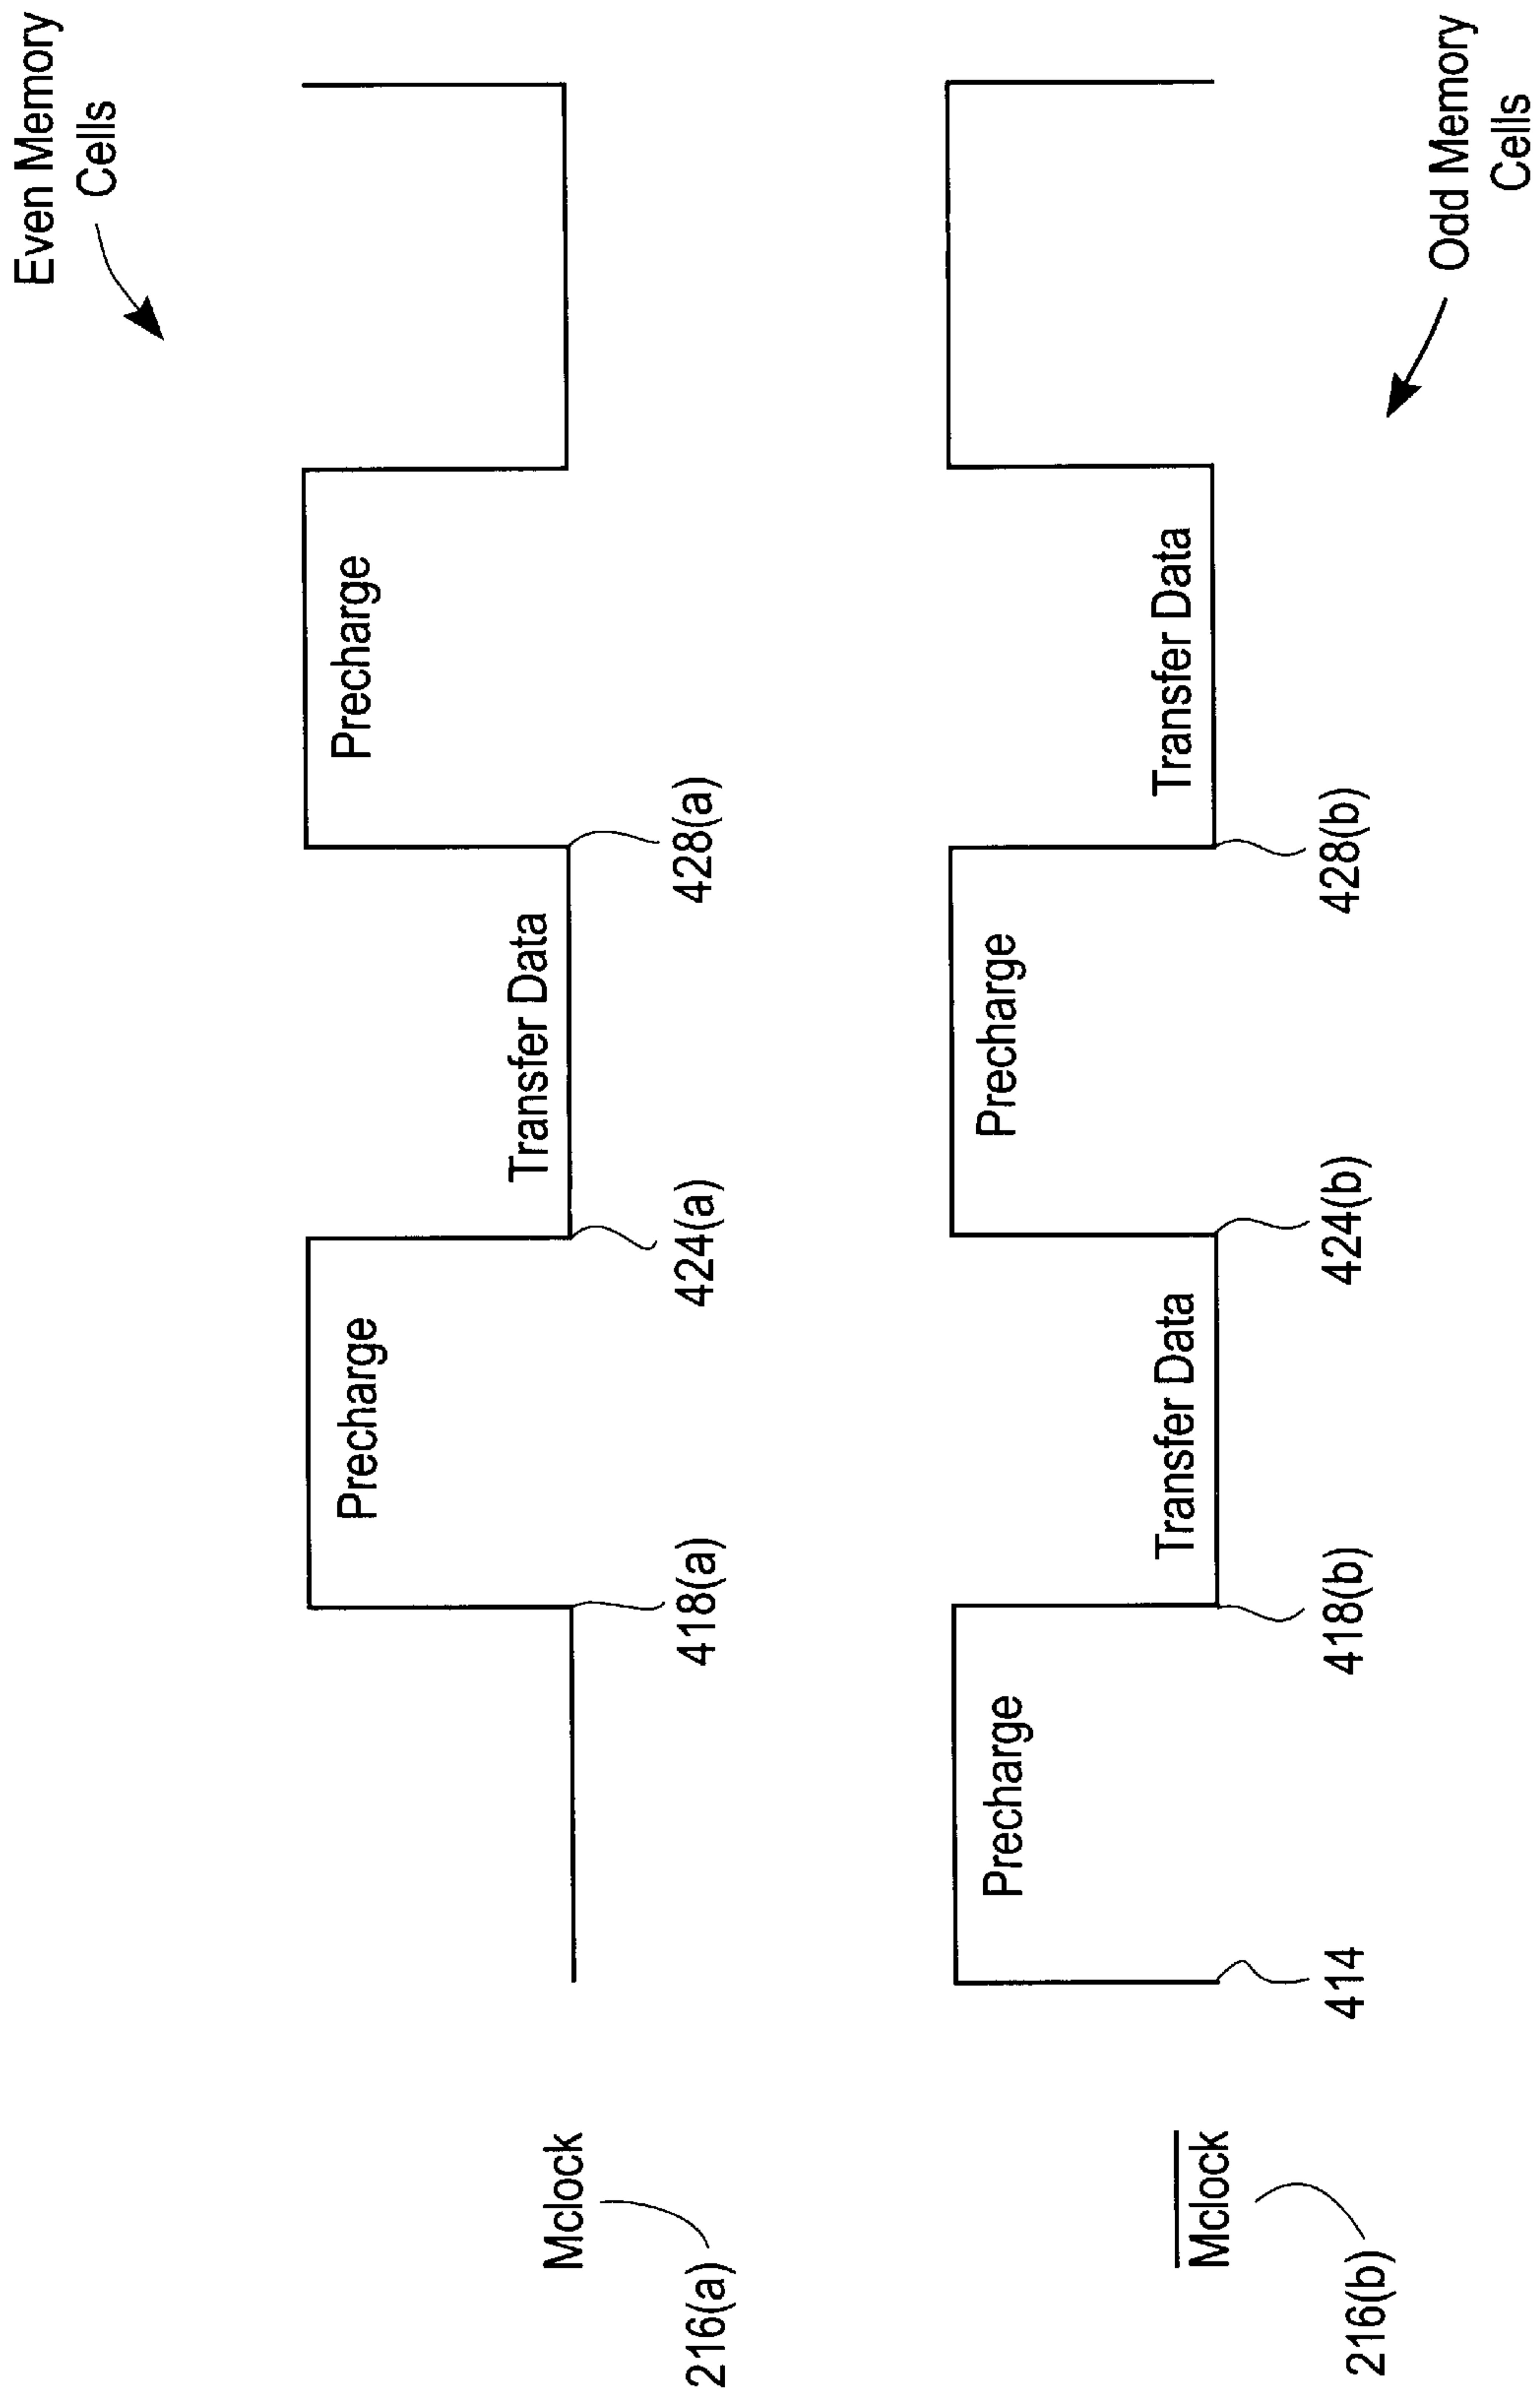 Even Memory
Cells
Precharge
Precharge
Transfer Data
Mclock
216(a)
418(a)
424(a)
428(a)
Precharge
Precharge
Transfer Data
Transfer Data
Mclock
216(b)
414
418(b)
424(b)
428(b)
Odd Memory
Cells